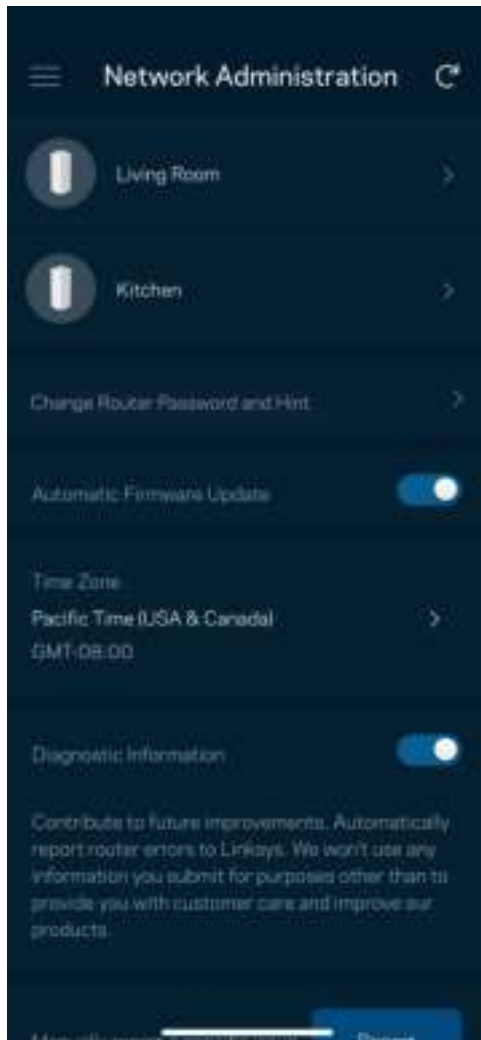 Network Administration
Living Room
Kitchen
Change Router Password and Hint
Automatic Firmware Update
Time Zone
Pacific Time (USA & Canada)
GMT-08:00
Diagnostic Information
Contribute to future improvements. Automatically
report router errors to Linksys. We won't use any
information you submit for purposes other than to
provide you with customer care and improve our
products.